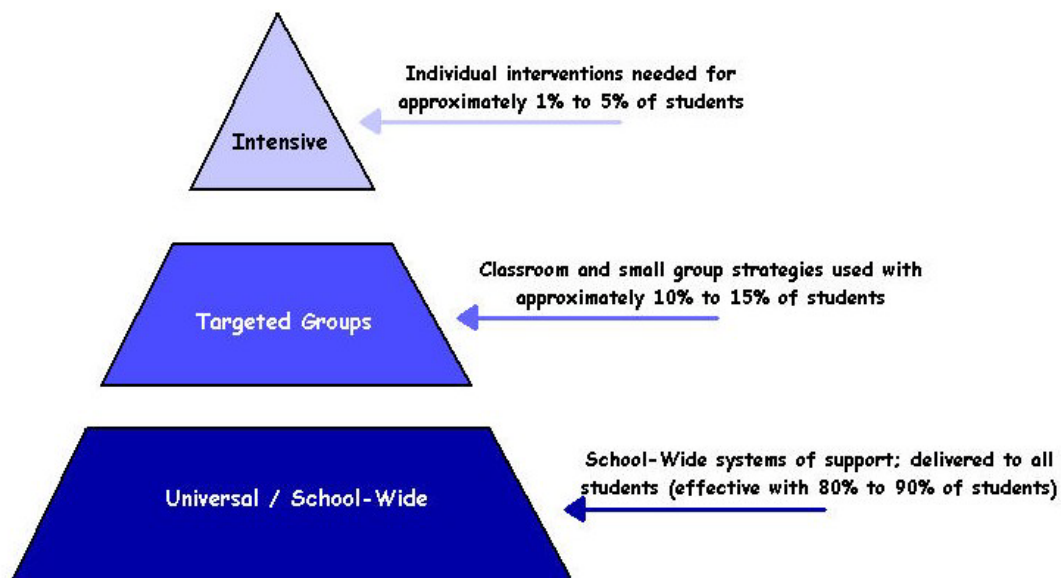 Individual interventions needed for
approximately 1% to 5% of students
Intensive
Classroom and small group strategies used with
approximately 10% to 15% of students
Targeted Groups
School-Wide systems of support; delivered to all
students (effective with 80% to 90% of students)
Universal / School-Wide